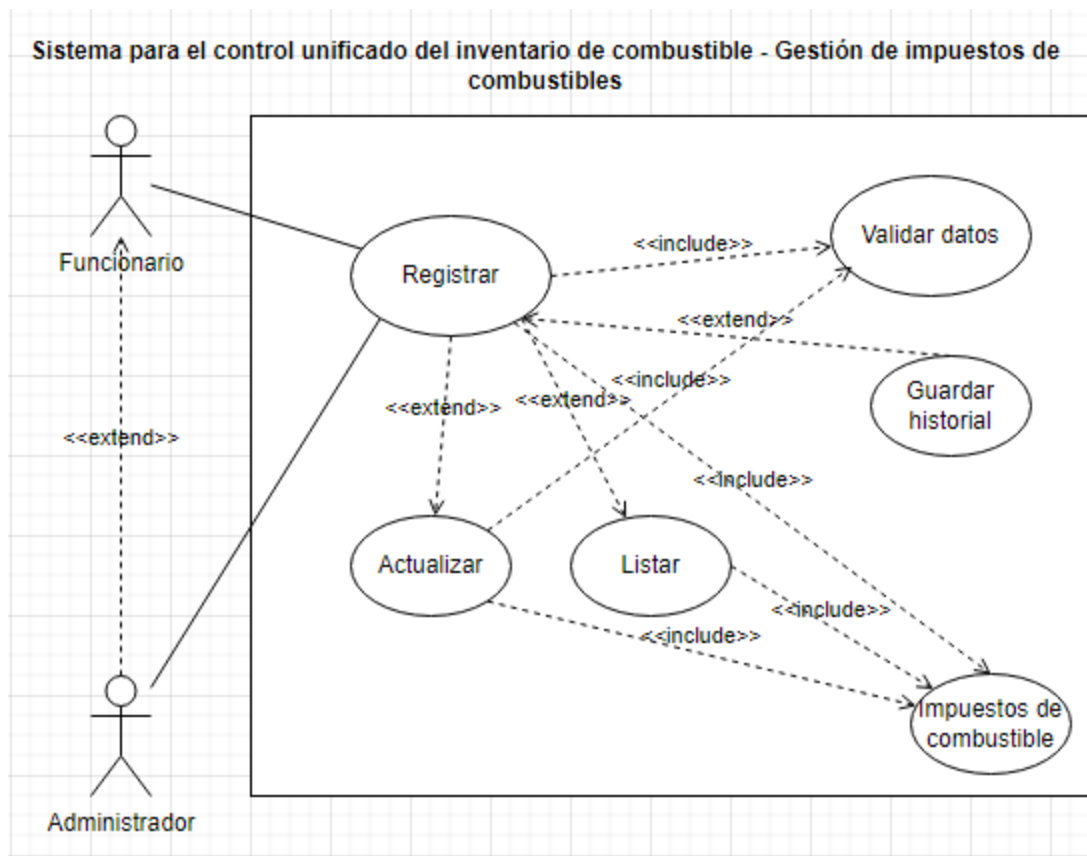 Sistema para el control unificado del inventario de combustible - Gestión de impuestos de
combustibles
Funcionario
Registrar
<<include>>
Validar datos
<<extend>>
Guardar
historial
<<include>>
<<extend>>
<<extend>>
<<extend>>
<<include>>
Actualizar
Listar
<<include>>
<<include>>
Impuestos de
combustible
Administrador